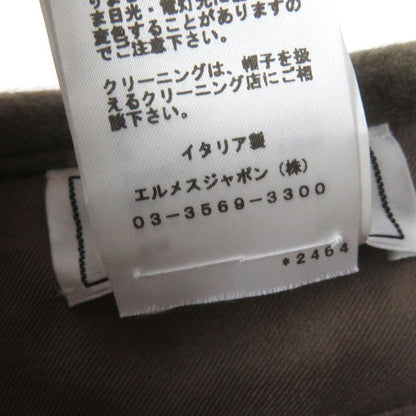 ま日光・電灯光に
変色することがありますの
でご注意下さい。
クリーニングは、帽子を扱
えるクリーニング店にご相
談下さい。
イタリア製
エルメスジャポン（株）
03-3569-3300
*2464